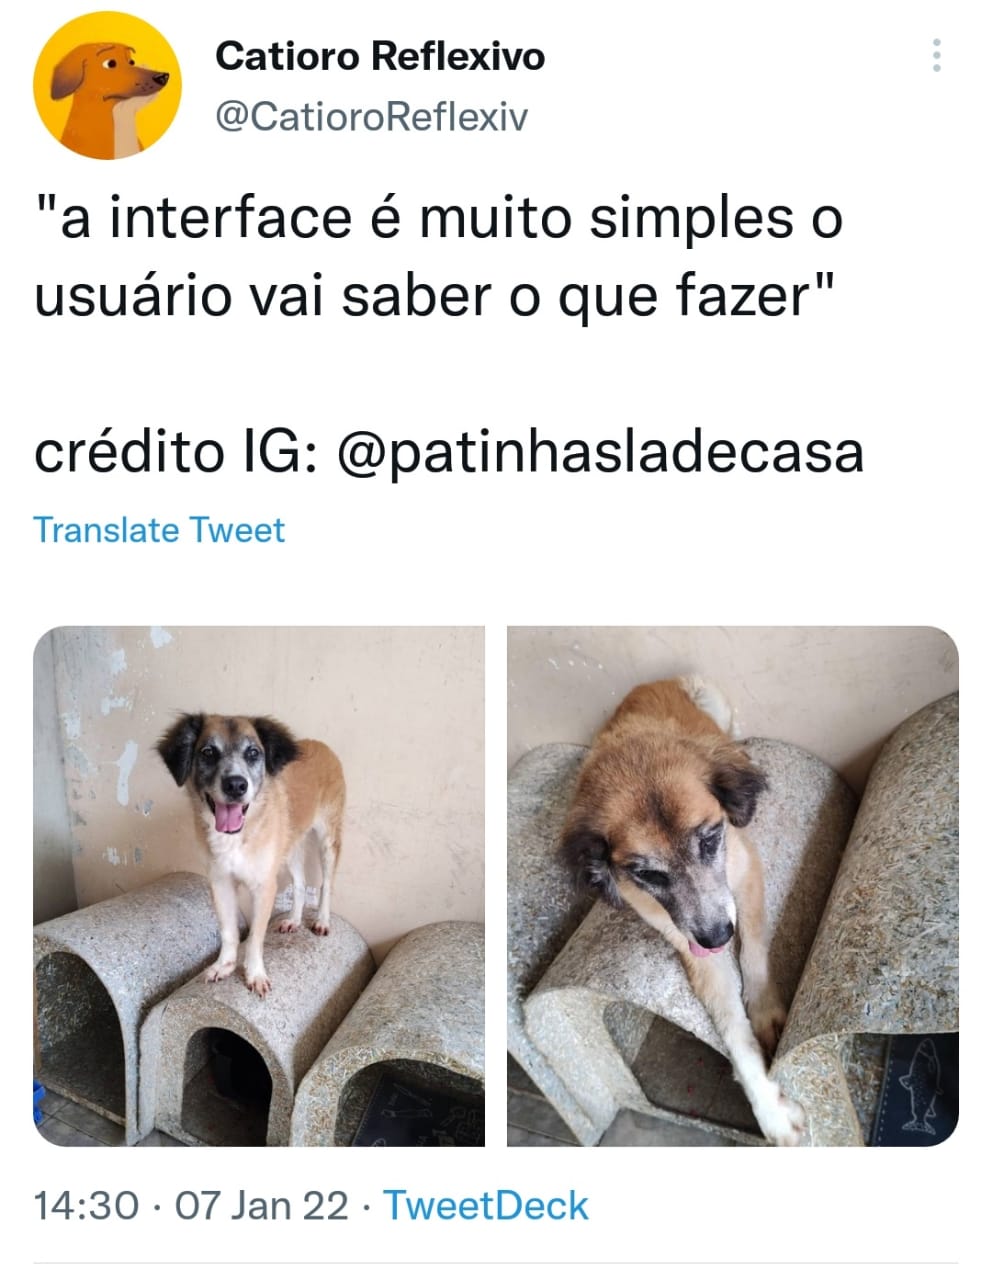 Catioro Reflexivo
@CatioroReflexiv
"a interface é muito simples o
usuário vai saber o que fazer"
crédito IG: @patinhasladecasa
Translate Tweet
14:30 · 07 Jan 22 · TweetDeck